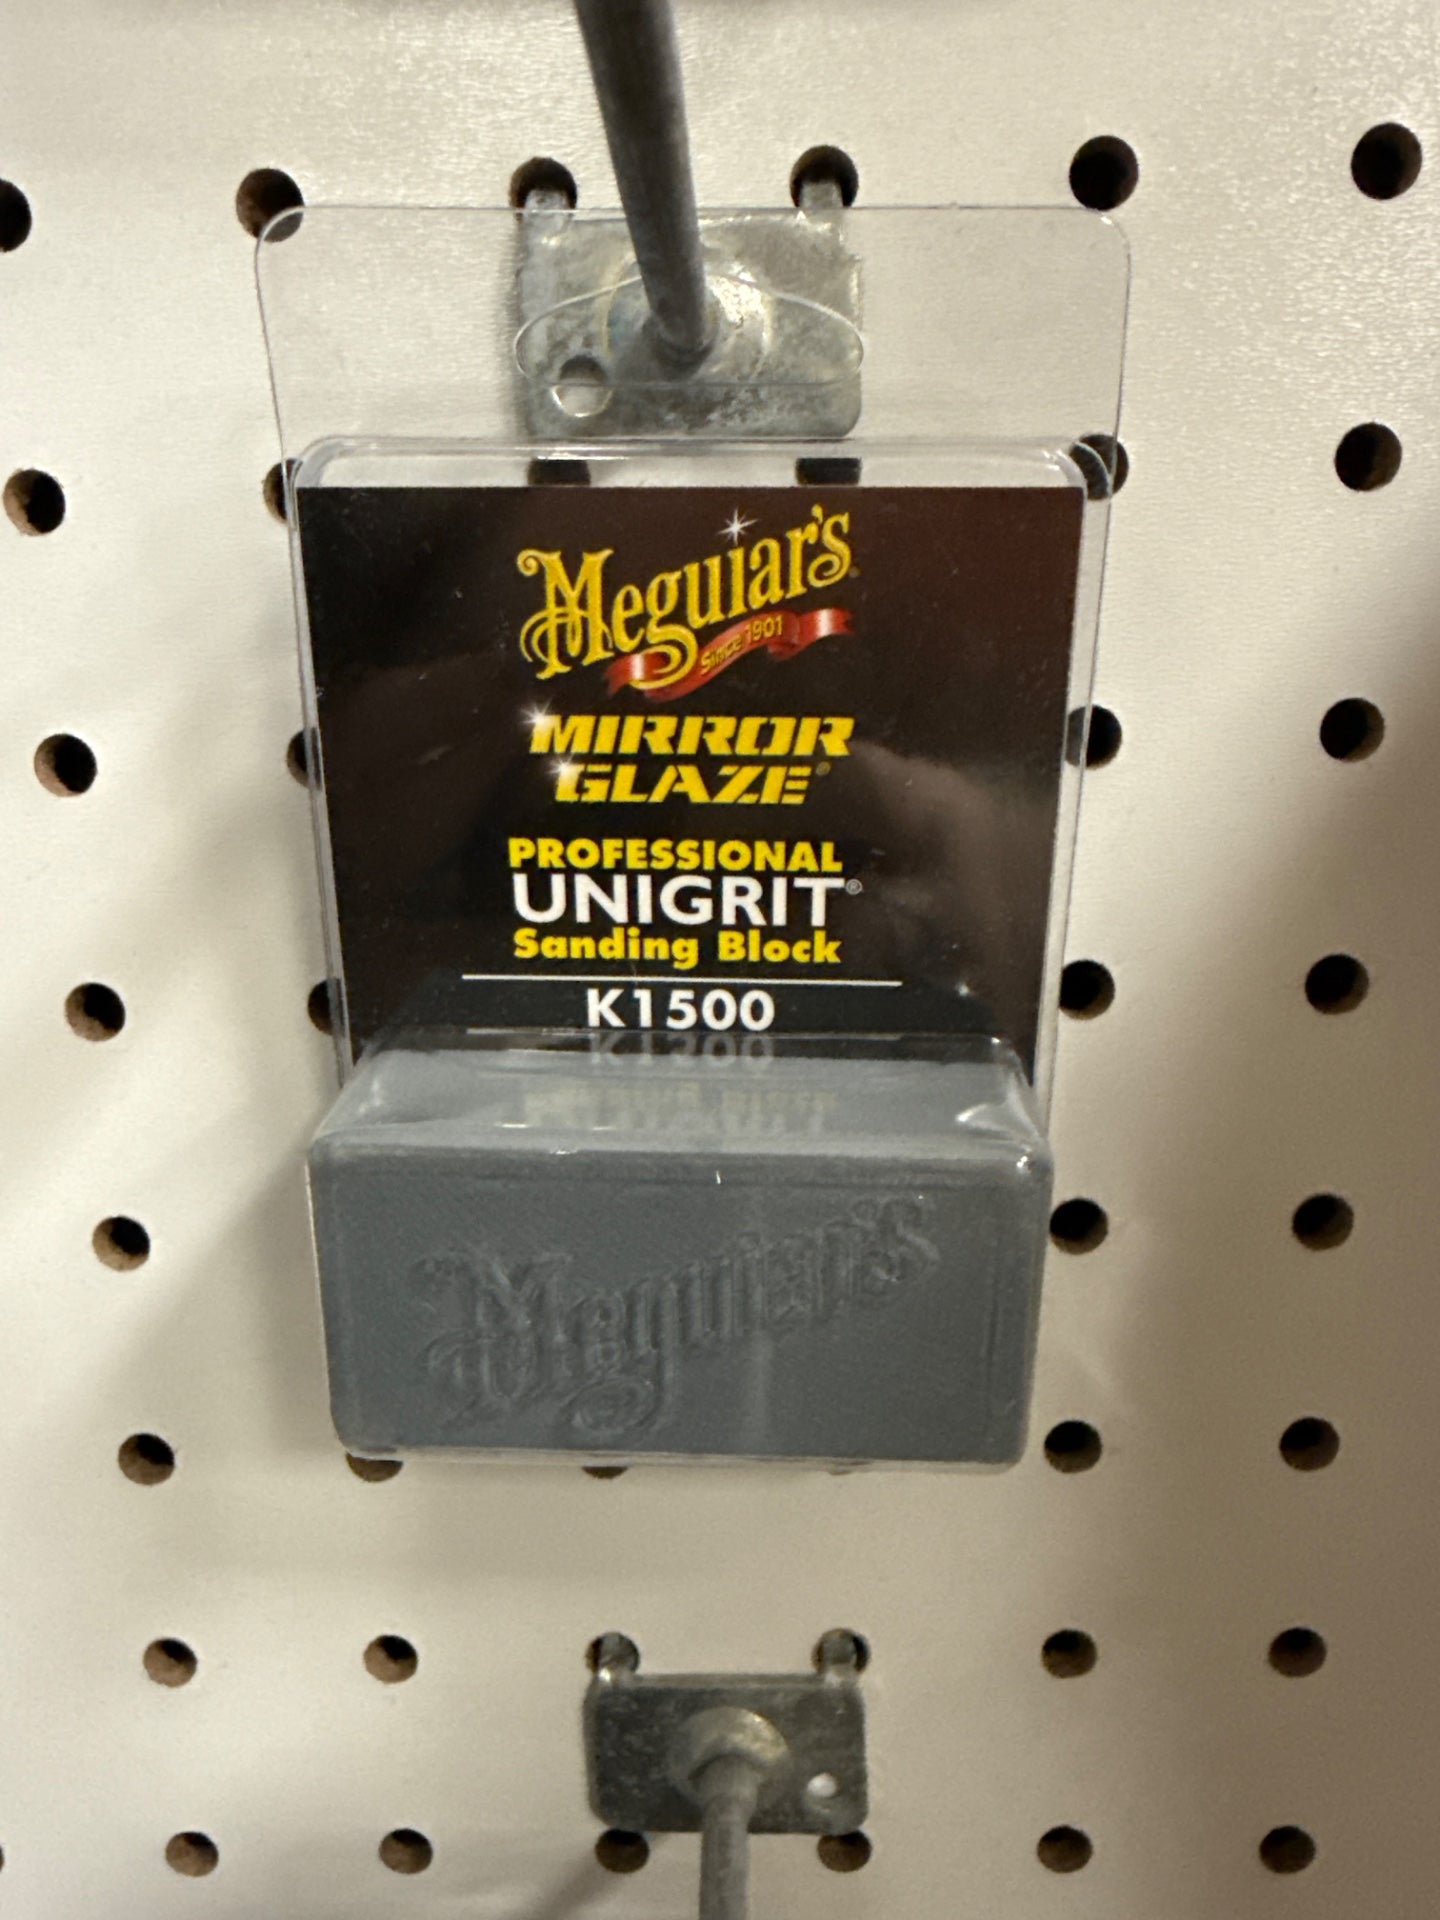 Meguiar's
Since 1901
MIRROR
GLAZE®
PROFESSIONAL
UNIGRIT®
Sanding Block
K1500
Meguiar's